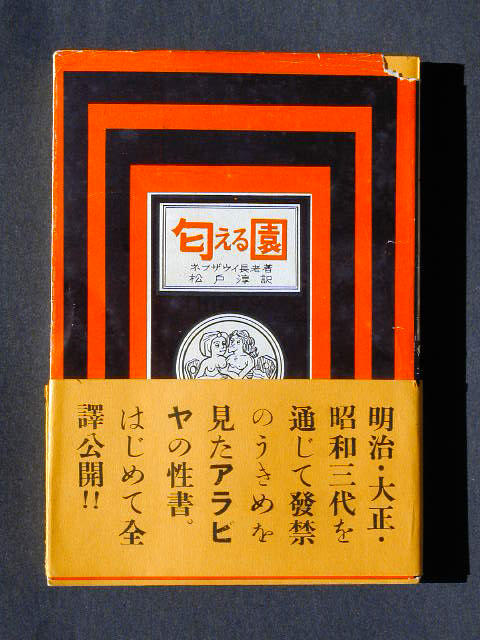 匂える園
ネフザウイ長老著
松戸淳訳
明治・大正・
昭和三代を
通じて發禁
のうきめを
見たアラビ
ヤの性書。
はじめて全
譯公開!!